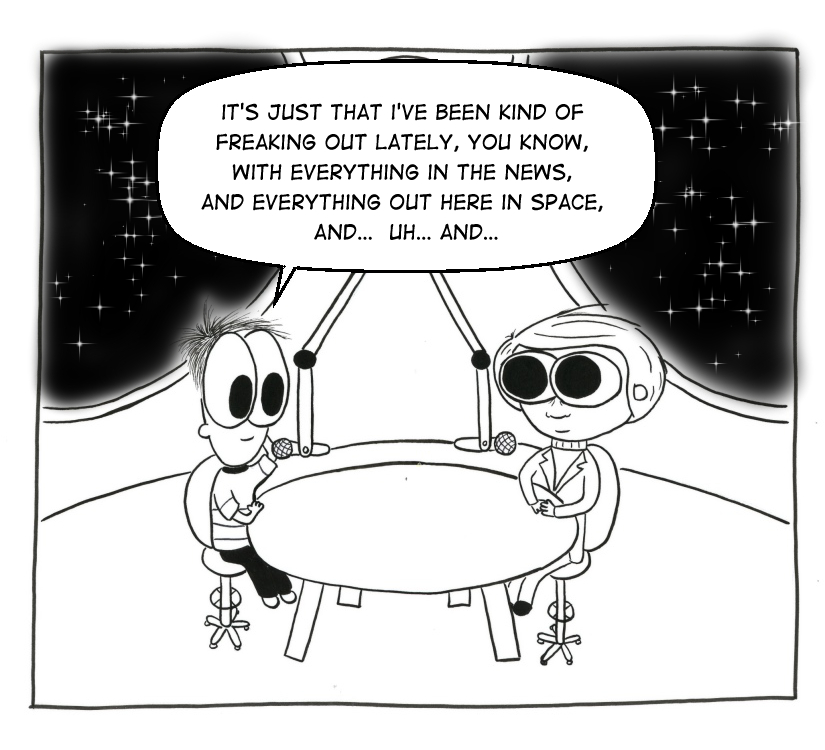 IT'S JUST THAT I'VE BEEN KIND OF
FREAKING OUT LATELY, YOU KNOW,
WITH EVERYTHING IN THE NEWS,
AND EVERYTHING OUT HERE IN SPACE,
AND... UH... AND...